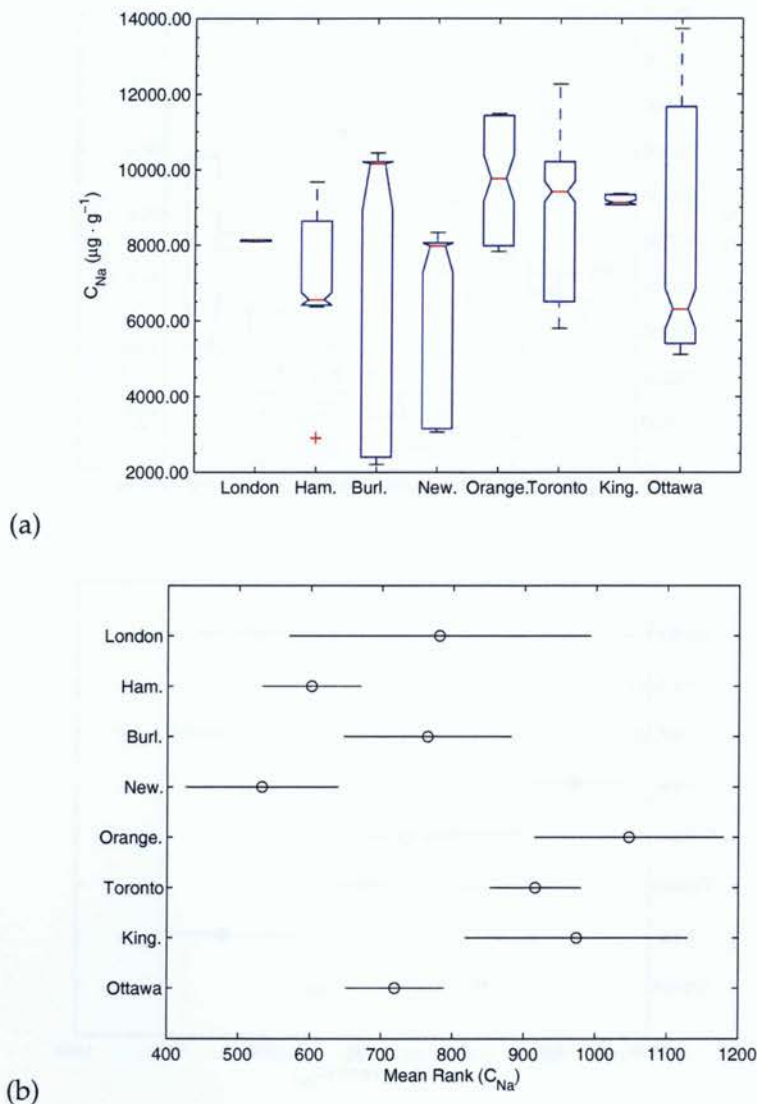 14000.00
12000.00
10000.00
8000.00
6000.00
4000.00
2000.00
C_Na (µg · g⁻¹)
London Ham. Burl. New. Orange. Toronto King. Ottawa
(a)
London
Ham.
Burl.
New.
Orange.
Toronto
King.
Ottawa
400 500 600 700 800 900 1000 1100 1200
Mean Rank (C_Na)
(b)